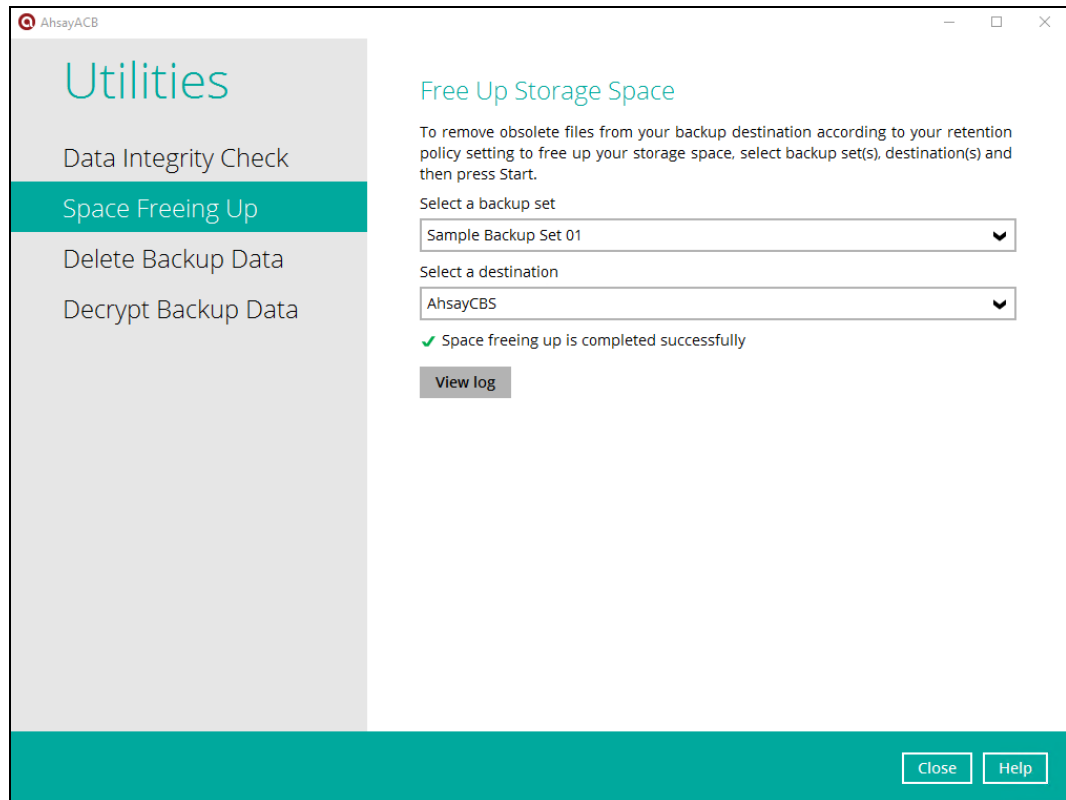 AhsayACB
Utilities
Data Integrity Check
Space Freeing Up
Delete Backup Data
Decrypt Backup Data
Free Up Storage Space
To remove obsolete files from your backup destination according to your retention
policy setting to free up your storage space, select backup set(s), destination(s) and
then press Start.
Select a backup set
Sample Backup Set 01
Select a destination
AhsayCBS
Space freeing up is completed successfully
View log
Close
Help